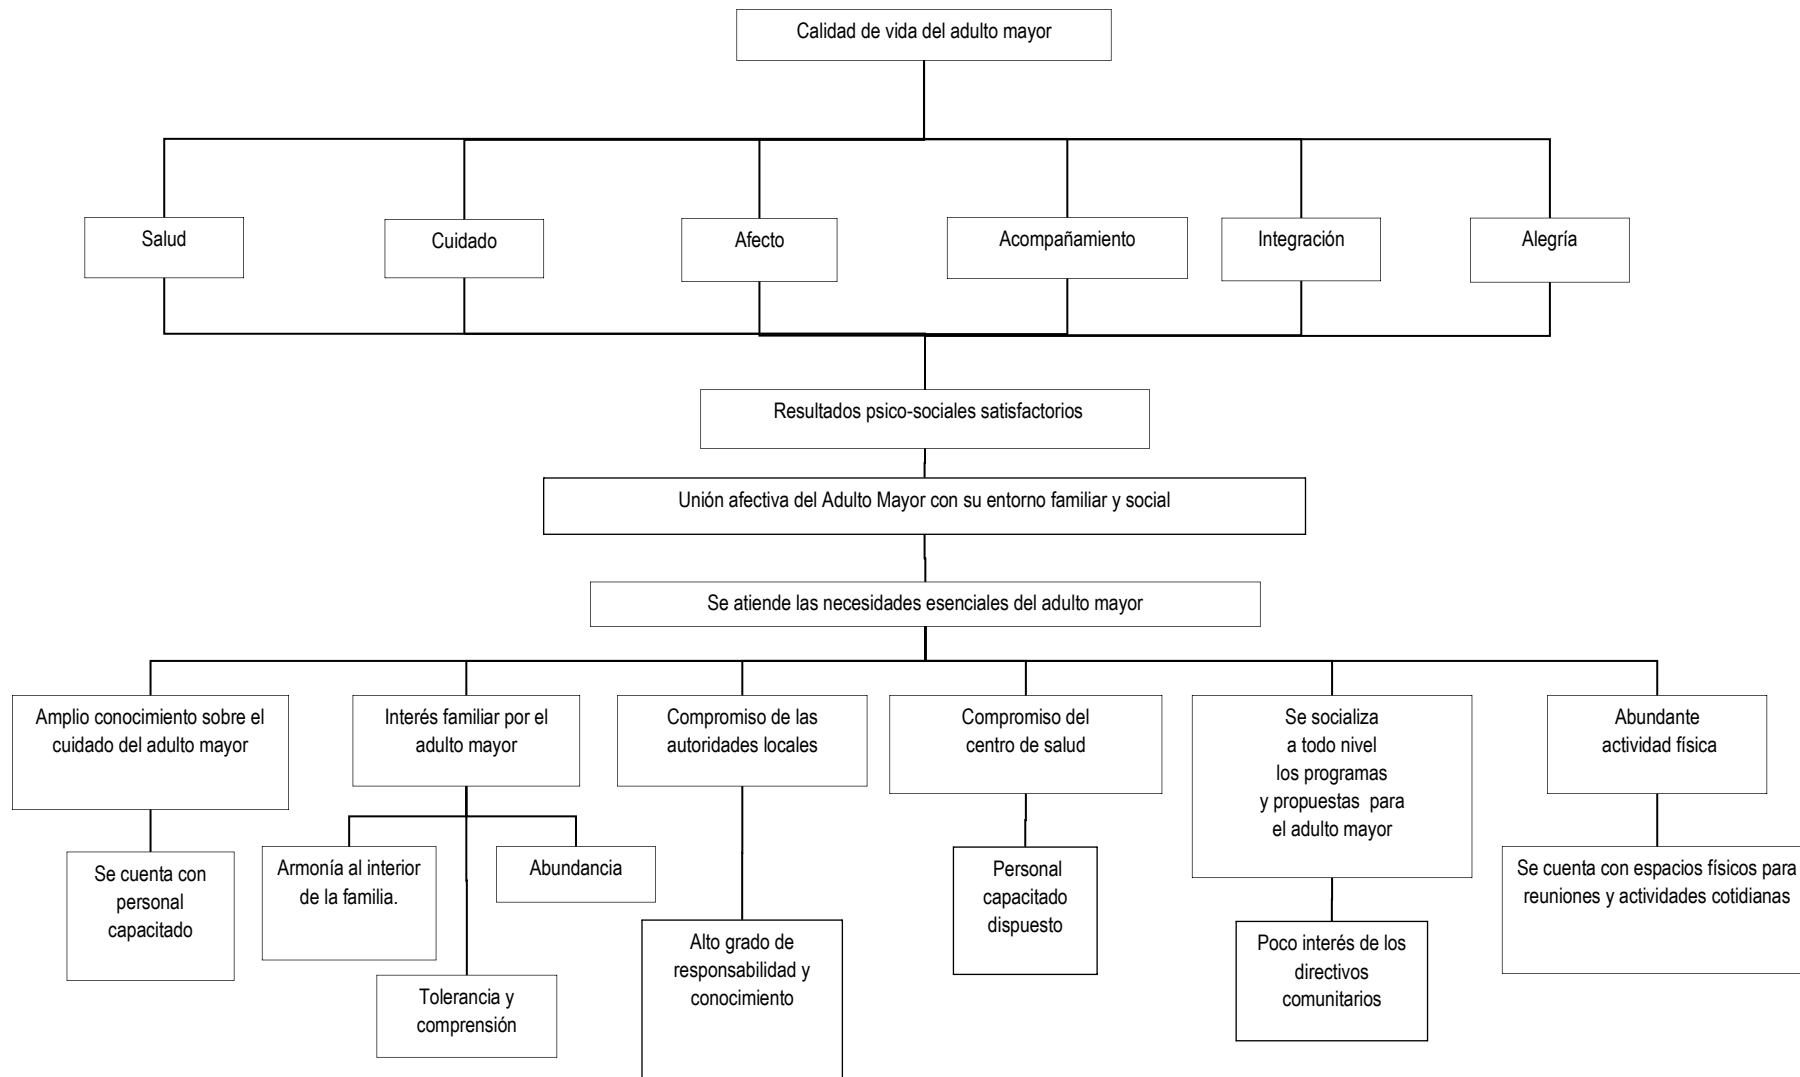 Calidad de vida del adulto mayor
Salud
Cuidado
Afecto
Acompañamiento
Integración
Alegría
Resultados psico-sociales satisfactorios
Unión afectiva del Adulto Mayor con su entorno familiar y social
Se atiende las necesidades esenciales del adulto mayor
Amplio conocimiento sobre el
cuidado del adulto mayor
Interés familiar por el
adulto mayor
Compromiso de las
autoridades locales
Compromiso del
centro de salud
Se socializa
a todo nivel
los programas
y propuestas para
el adulto mayor
Abundante
actividad física
Se cuenta con
personal
capacitado
Armonía al interior
de la familia.
Abundancia
Tolerancia y
comprensión
Alto grado de
responsabilidad y
conocimiento
Personal
capacitado
dispuesto
Poco interés de los
directivos
comunitarios
Se cuenta con espacios físicos para
reuniones y actividades cotidianas